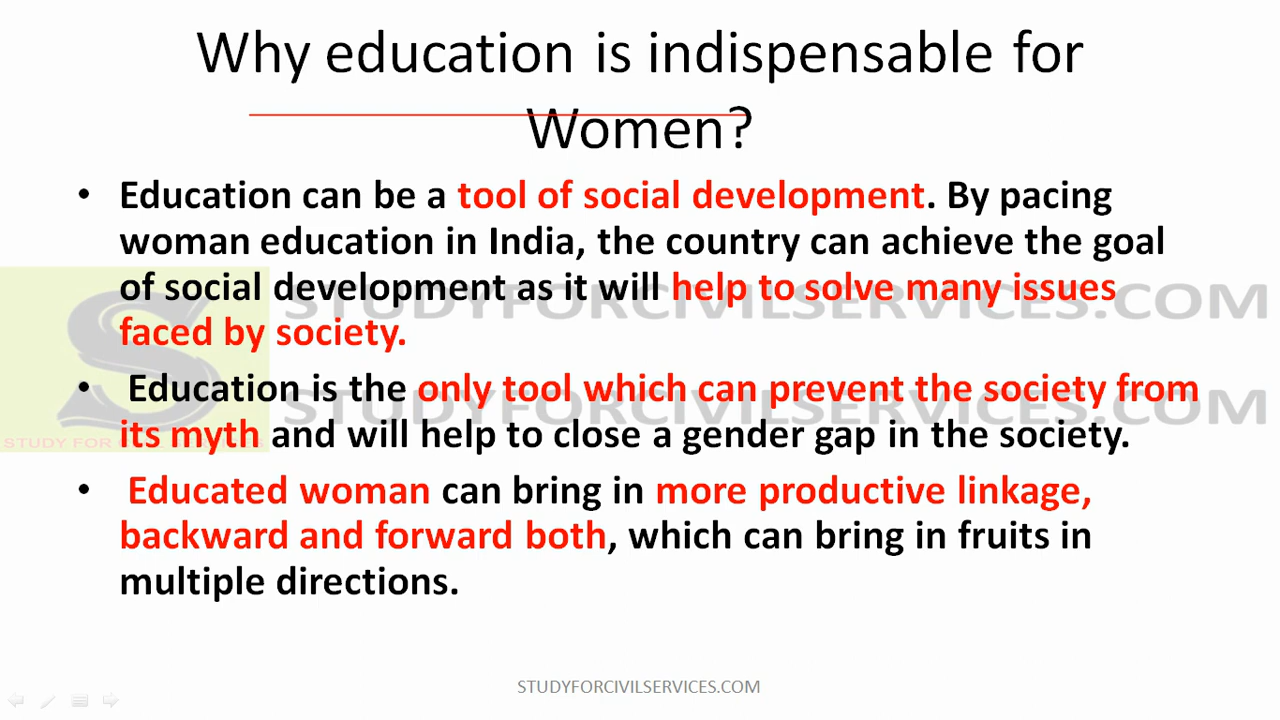 Why education is indispensable for
Women?
• Education can be a tool of social development. By pacing
woman education in India, the country can achieve the goal
of social development as it will help to solve many issues
faced by society.
• Education is the only tool which can prevent the society from
its myth and will help to close a gender gap in the society.
• Educated woman can bring in more productive linkage,
backward and forward both, which can bring in fruits in
multiple directions.
STUDYFORCIVILSERVICES.COM
STUDYFORCIVILSERVICES.COM
STUDY FOR CIVIL SERVICES
STUDYFORCIVILSERVICES.COM